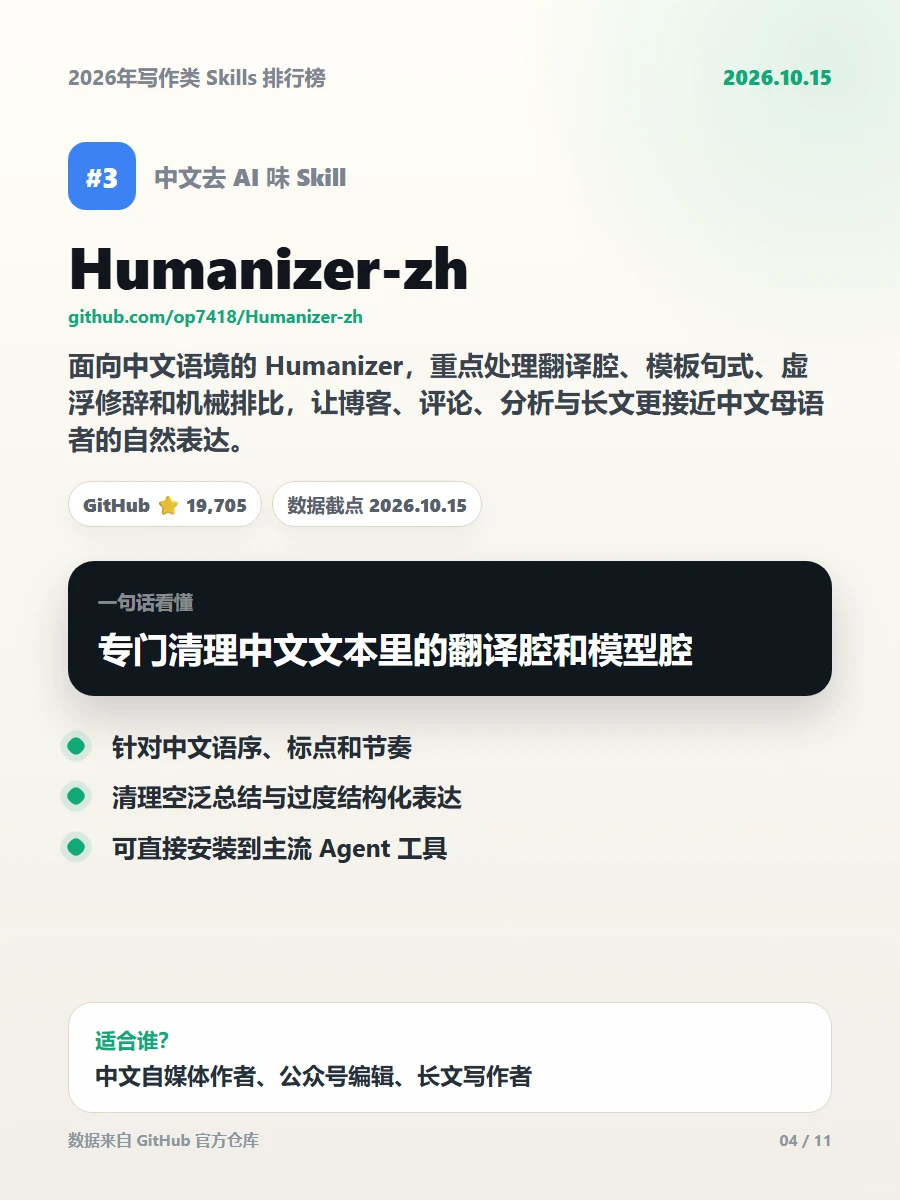 2026年写作类 Skills 排行榜
2026.10.15
#3
中文去 AI 味 Skill
Humanizer-zh
github.com/op7418/Humanizer-zh
面向中文语境的 Humanizer，重点处理翻译腔、模板句式、虚
浮修辞和机械排比，让博客、评论、分析与长文更接近中文母语
者的自然表达。
GitHub ⭐ 19,705
数据截点 2026.10.15
一句话看懂
专门清理中文文本里的翻译腔和模型腔
针对中文语序、标点和节奏
清理空泛总结与过度结构化表达
可直接安装到主流 Agent 工具
适合谁？
中文自媒体作者、公众号编辑、长文写作者
数据来自 GitHub 官方仓库
04 / 11